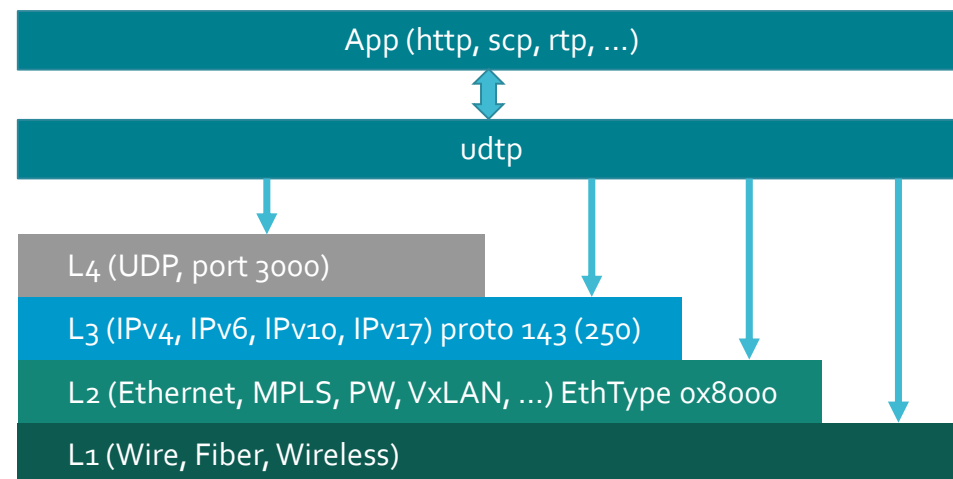 App (http, scp, rtp, ...)
udtp
L4 (UDP, port 3000)
L3 (IPv4, IPv6, IPv10, IPv17) proto 143 (250)
L2 (Ethernet, MPLS, PW, VxLAN, ...) EthType 0x8000
L1 (Wire, Fiber, Wireless)